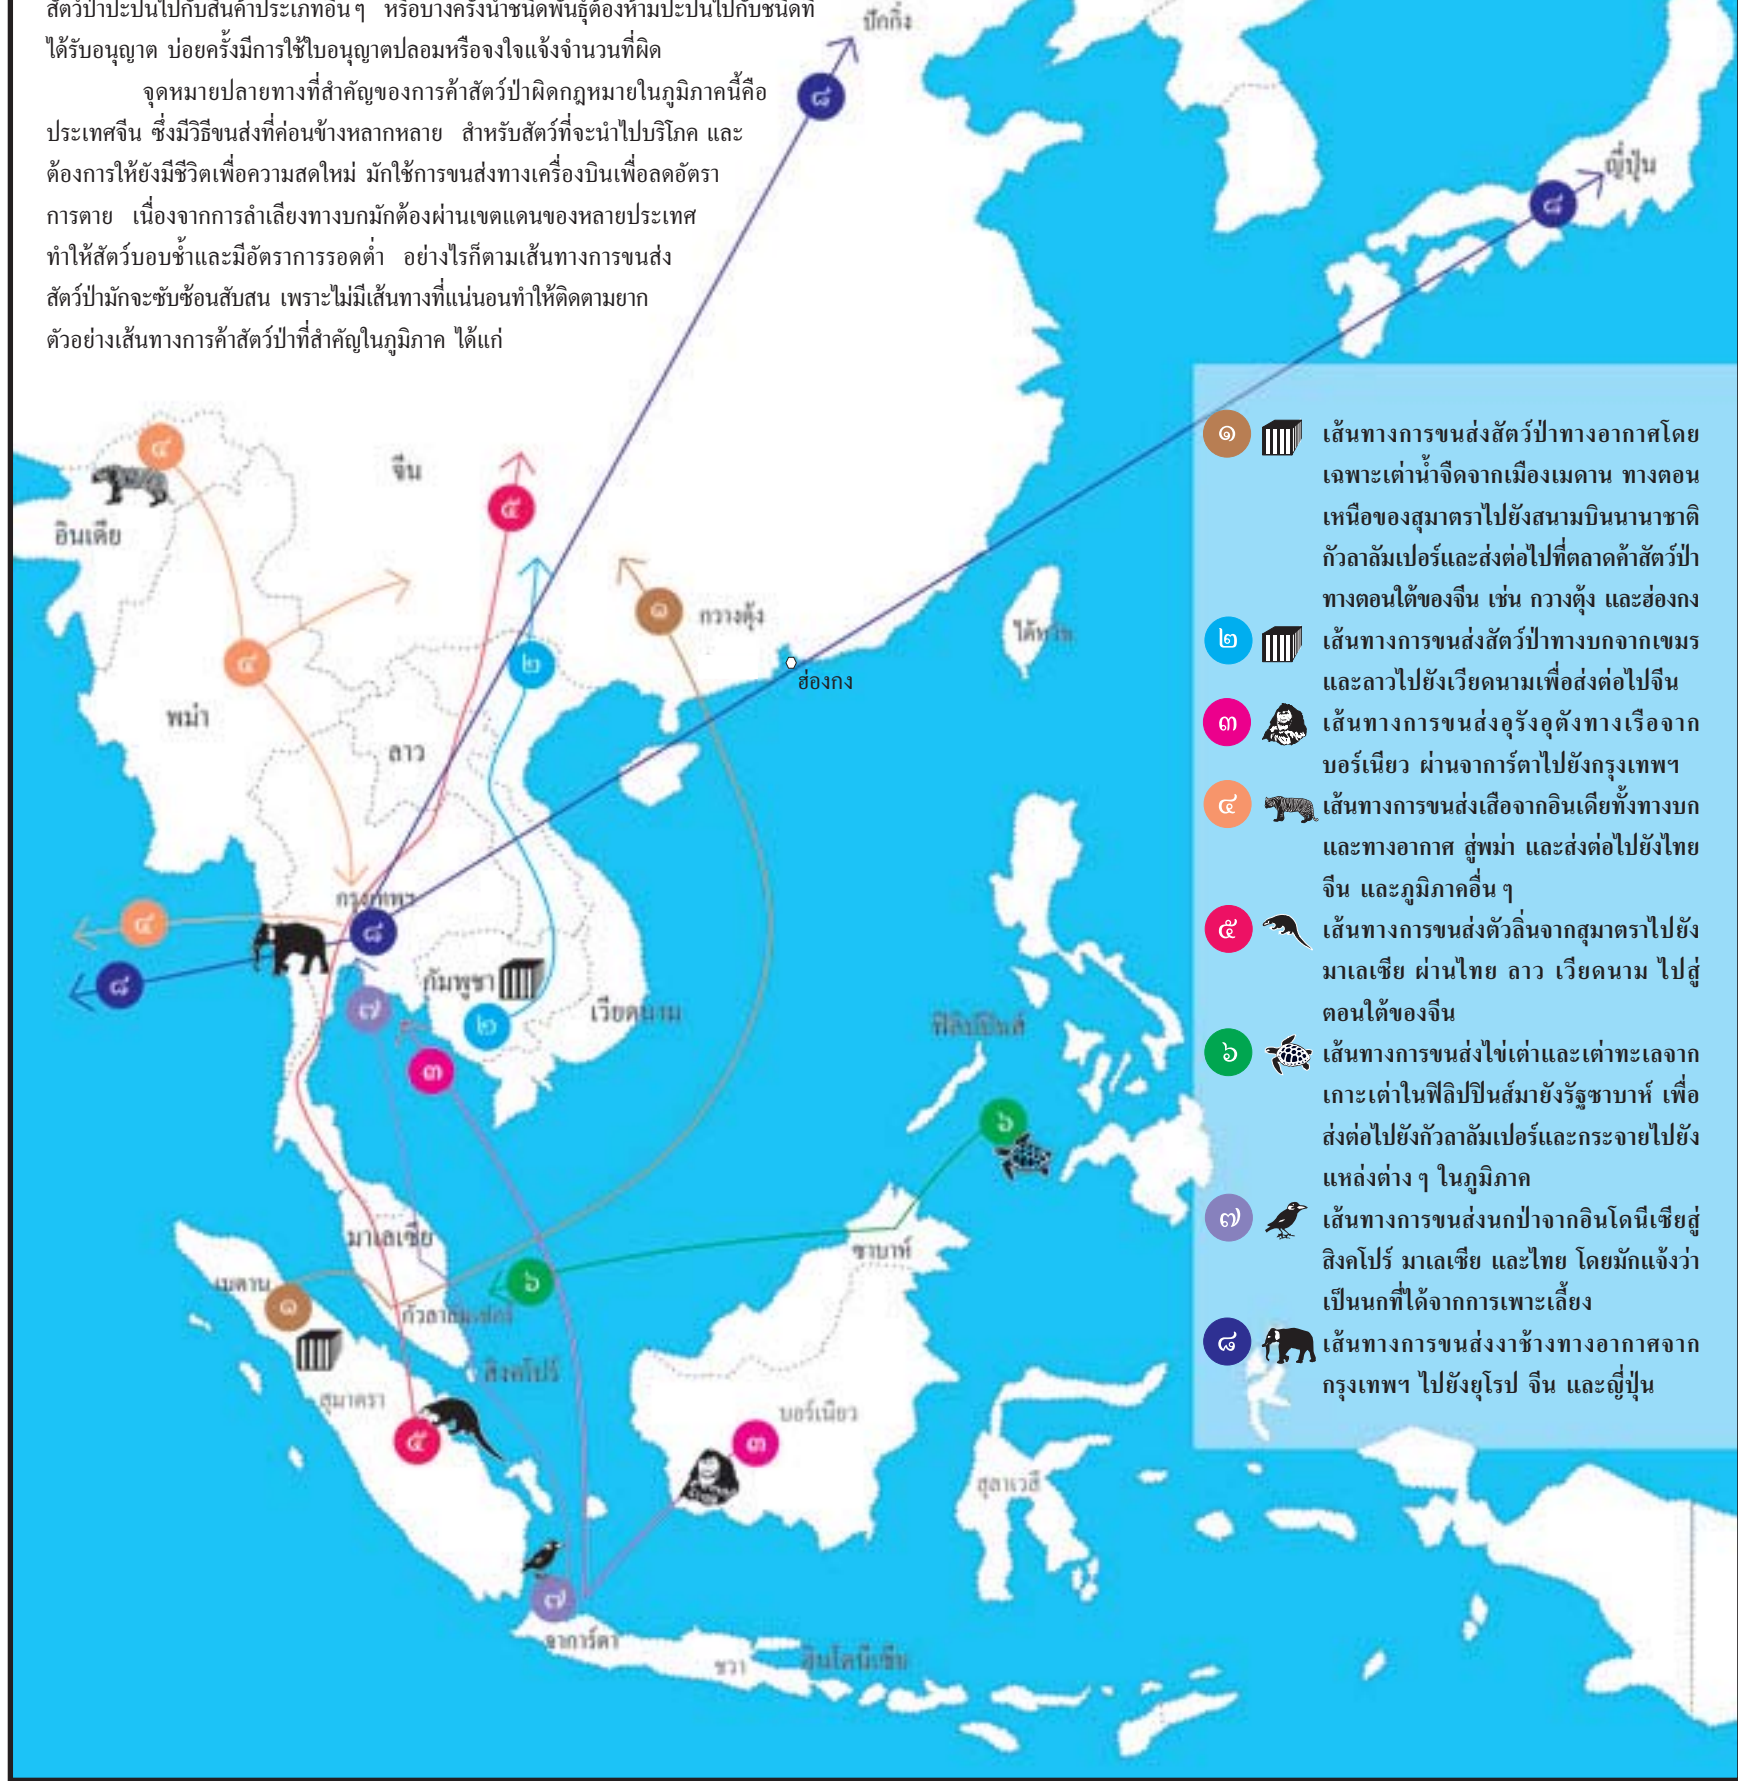 สัตว์ป่าปะปนไปกับสินค้าประเภทอื่น ๆ หรือบางครั้งนำชนิดพันธุ์ต้องห้ามปะปนไปกับชนิดที่
ได้รับอนุญาต บ่อยครั้งมีการใช้ใบอนุญาตปลอมหรือจงใจแจ้งจำนวนที่ผิด
จุดหมายปลายทางที่สำคัญของการค้าสัตว์ป่าผิดกฎหมายในภูมิภาคนี้คือ
ประเทศจีน ซึ่งมีวิธีขนส่งที่ค่อนข้างหลากหลาย สำหรับสัตว์ที่จะนำไปบริโภค และ
ต้องการให้ยังมีชีวิตเพื่อความสดใหม่ มักใช้การขนส่งทางเครื่องบินเพื่อลดอัตรา
การตาย เนื่องจากการลำเลียงทางบกมักต้องผ่านเขตแดนของหลายประเทศ
ทำให้สัตว์บอบช้ำและมีอัตราการรอดต่ำ อย่างไรก็ตามเส้นทางการขนส่ง
สัตว์ป่ามักจะซับซ้อนสับสน เพราะไม่มีเส้นทางที่แน่นอนทำให้ติดตามยาก
ตัวอย่างเส้นทางการค้าสัตว์ป่าที่สำคัญในภูมิภาค ได้แก่
ปักกิ่ง
๘
ญี่ปุ่น
๘
๔
จีน
๕
อินเดีย
๑
กวางตุ้ง
ไต้หวัน
๔
๒
ฮ่องกง
พม่า
ลาว
กรุงเทพฯ
๔
๘
๘
กัมพูชา
๗
๒
เวียดนาม
ฟิลิปปินส์
๓
๖
มาเลเซีย
ซาบาห์
เมดาน
๖
๑
กัวลาลัมเปอร์
สิงคโปร์
สุมาตรา
บอร์เนียว
๕
๓
สุลาเวสี
๗
จาการ์ตา
ชวา
อินโดนีเซีย
๑ เส้นทางการขนส่งสัตว์ป่าทางอากาศโดย
เฉพาะเต่าน้ำจืดจากเมืองเมดาน ทางตอน
เหนือของสุมาตราไปยังสนามบินนานาชาติ
กัวลาลัมเปอร์และส่งต่อไปที่ตลาดค้าสัตว์ป่า
ทางตอนใต้ของจีน เช่น กวางตุ้ง และฮ่องกง
๒ เส้นทางการขนส่งสัตว์ป่าทางบกจากเขมร
และลาวไปยังเวียดนามเพื่อส่งต่อไปจีน
๓ เส้นทางการขนส่งอุรังอุตังทางเรือจาก
บอร์เนียว ผ่านจาการ์ตาไปยังกรุงเทพฯ
๔ เส้นทางการขนส่งเสือจากอินเดียทั้งทางบก
และทางอากาศ สู่พม่า และส่งต่อไปยังไทย
จีน และภูมิภาคอื่น ๆ
๕ เส้นทางการขนส่งตัวลิ่นจากสุมาตราไปยัง
มาเลเซีย ผ่านไทย ลาว เวียดนาม ไปสู่
ตอนใต้ของจีน
๖ เส้นทางการขนส่งไข่เต่าและเต่าทะเลจาก
เกาะเต่าในฟิลิปปินส์มายังรัฐซาบาห์ เพื่อ
ส่งต่อไปยังกัวลาลัมเปอร์และกระจายไปยัง
แหล่งต่าง ๆ ในภูมิภาค
๗ เส้นทางการขนส่งนกป่าจากอินโดนีเซียสู่
สิงคโปร์ มาเลเซีย และไทย โดยมักแจ้งว่า
เป็นนกที่ได้จากการเพาะเลี้ยง
๘ เส้นทางการขนส่งงาช้างทางอากาศจาก
กรุงเทพฯ ไปยังยุโรป จีน และญี่ปุ่น